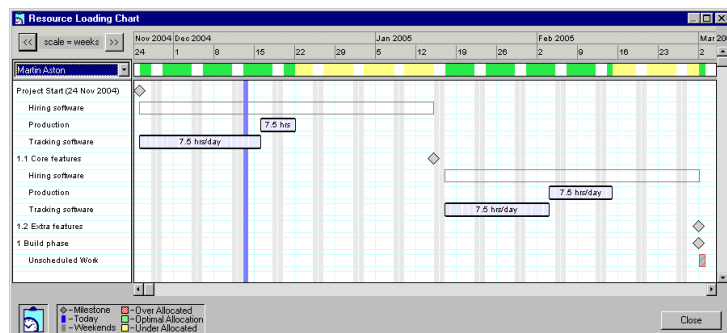 Resource Loading Chart
<< scale = weeks >>
Nov 2004 Dec 2004 Jan 2005 Feb 2005 Mar 200
24 1 8 15 22 29 5 12 19 26 2 9 16 23 2
Martin Aston
Project Start (24 Nov 2004)
Hiring software
Production 7.5 hrs
Tracking software 7.5 hrs/day
1.1 Core features
Hiring software
Production 7.5 hrs/day
Tracking software 7.5 hrs/day
1.2 Extra features
1 Build phase
Unscheduled Work
-Milestone -Over Allocated
-Today -Optimal Allocation
-Weekends -Under Allocated
Close